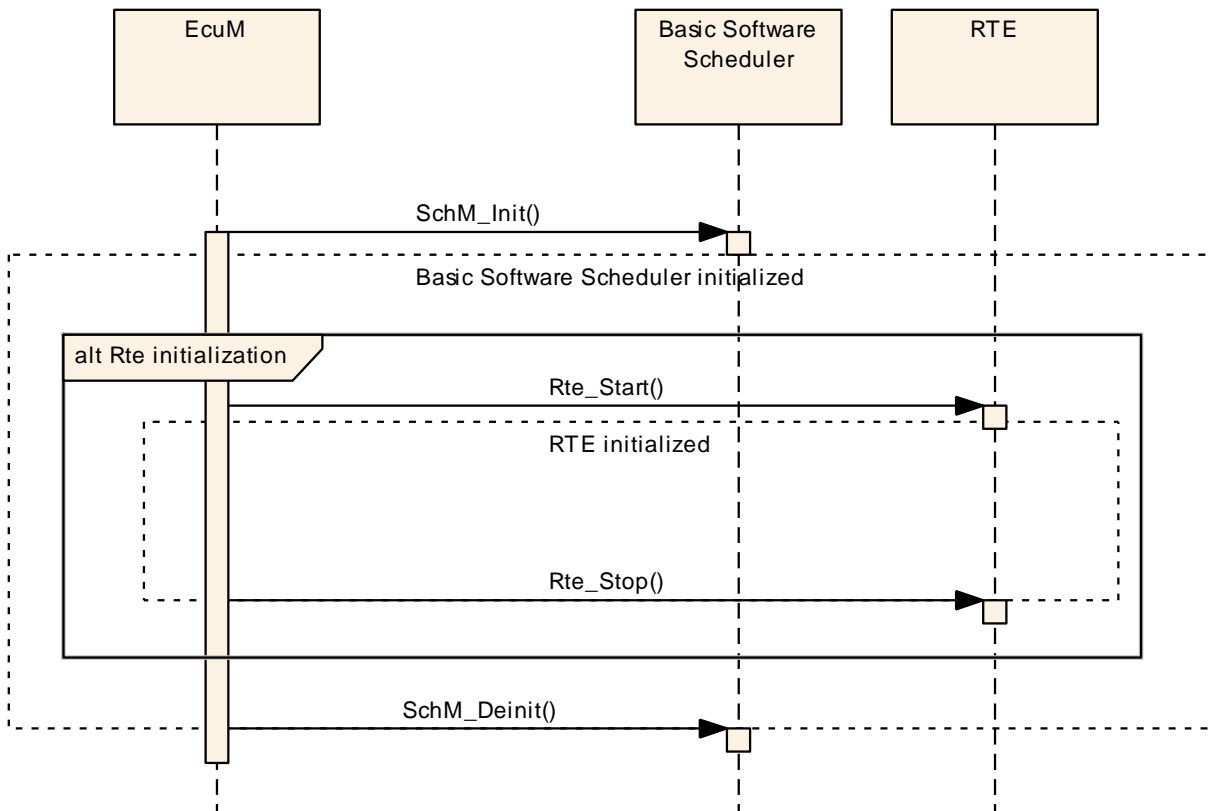 EcuM
Basic Software
Scheduler
RTE
SchM_Init()
Basic Software Scheduler initialized
alt Rte initialization
Rte_Start()
RTE initialized
Rte_Stop()
SchM_Deinit()